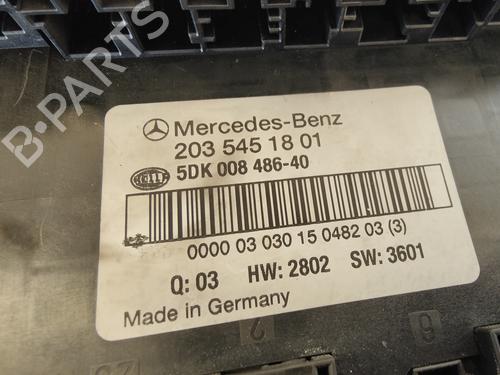 B-PARTS
Mercedes-Benz
203 545 18 01
HELLA
5DK 008 486-40
0000 03 030 15 0482 03 (3)
Q: 03 HW: 2802 SW: 3601
Made in Germany
2